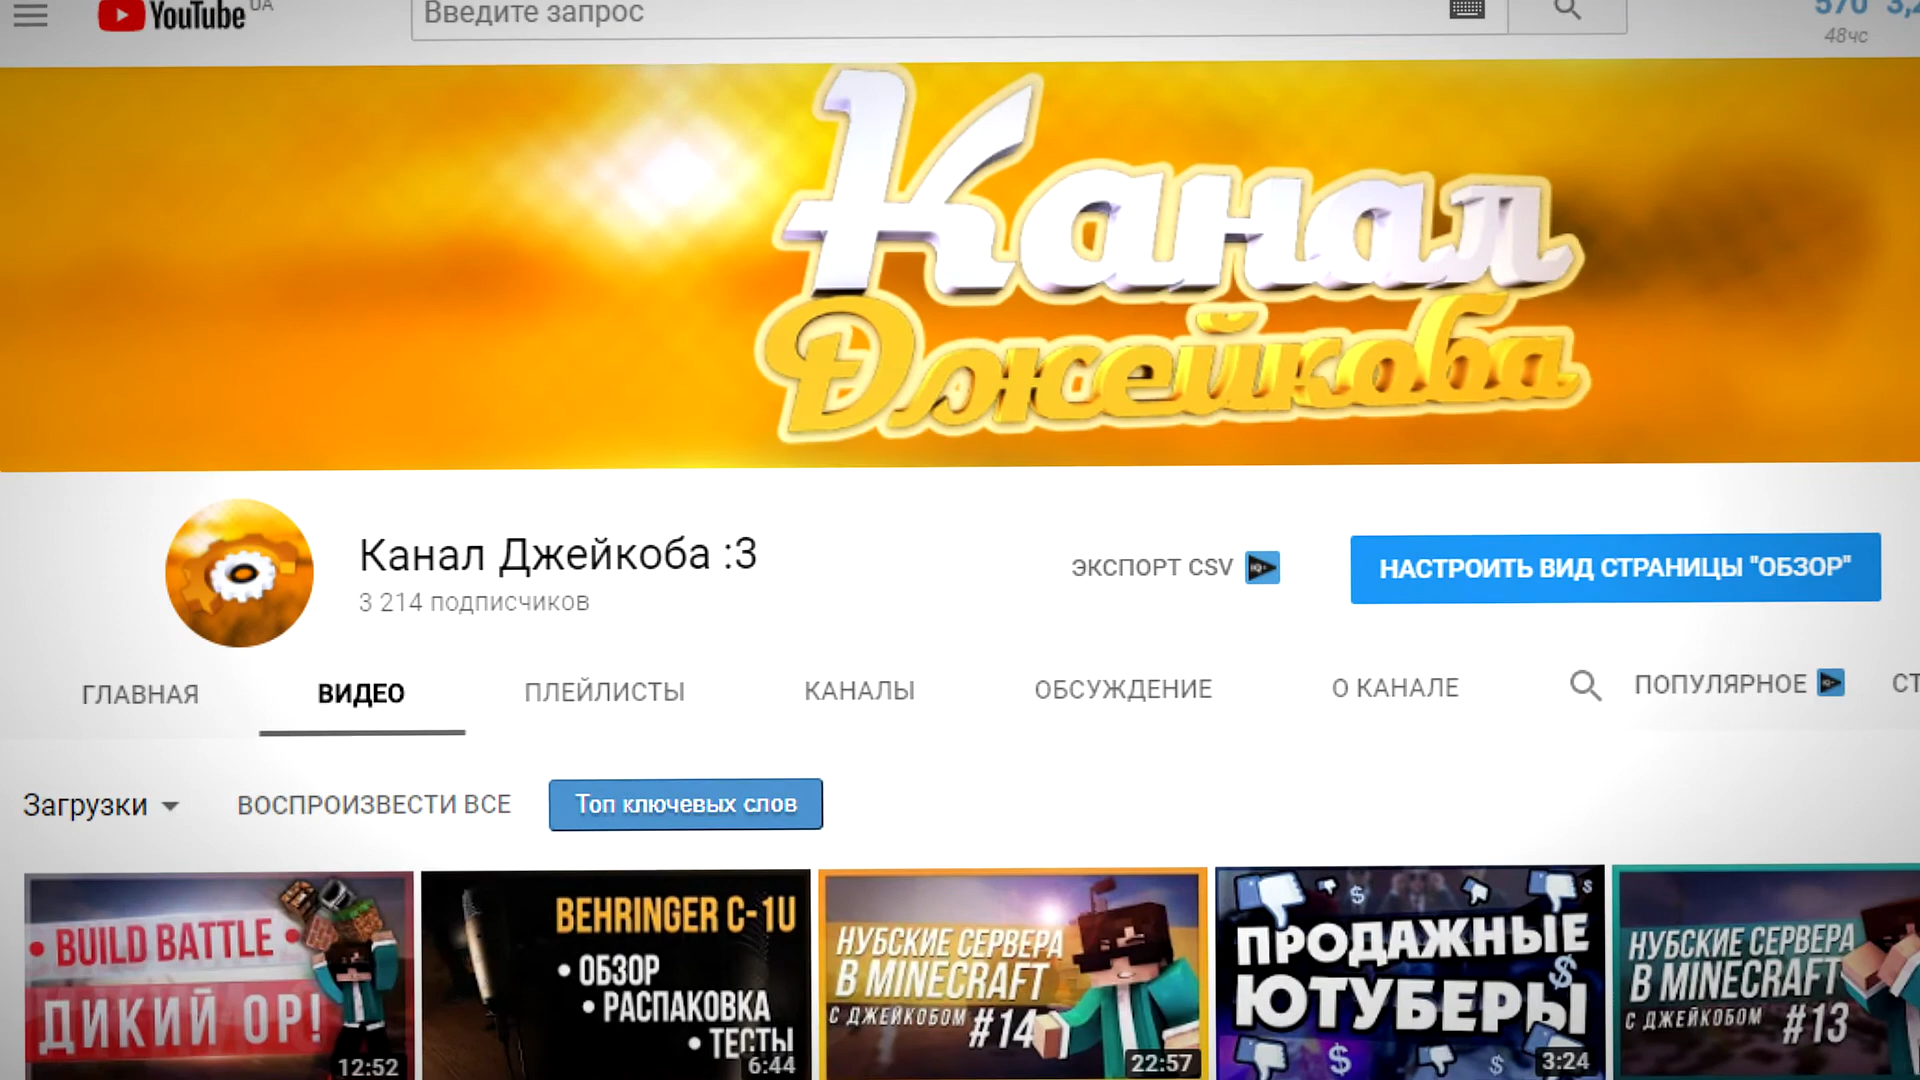 YouTube UA
Введите запрос
570
48чс
Канал
Джейкоба
Канал Джейкоба :3
3 214 подписчиков
ЭКСПОРТ CSV
НАСТРОИТЬ ВИД СТРАНИЦЫ "ОБЗОР"
ГЛАВНАЯ
ВИДЕО
ПЛЕЙЛИСТЫ
КАНАЛЫ
ОБСУЖДЕНИЕ
О КАНАЛЕ
ПОПУЛЯРНОЕ
Загрузки
ВОСПРОИЗВЕСТИ ВСЕ
Топ ключевых слов
• BUILD BATTLE •
ДИКИЙ ОР!
12:52
BEHRINGER C-1U
• ОБЗОР
• РАСПАКОВКА
• ТЕСТЫ
6:44
НУБСКИЕ СЕРВЕРА
В MINECRAFT
С ДЖЕЙКОБОМ #14
22:57
ПРОДАЖНЫЕ
ЮТУБЕРЫ
3:24
НУБСКИЕ СЕРВЕРА
В MINECRAFT
С ДЖЕЙКОБОМ #13